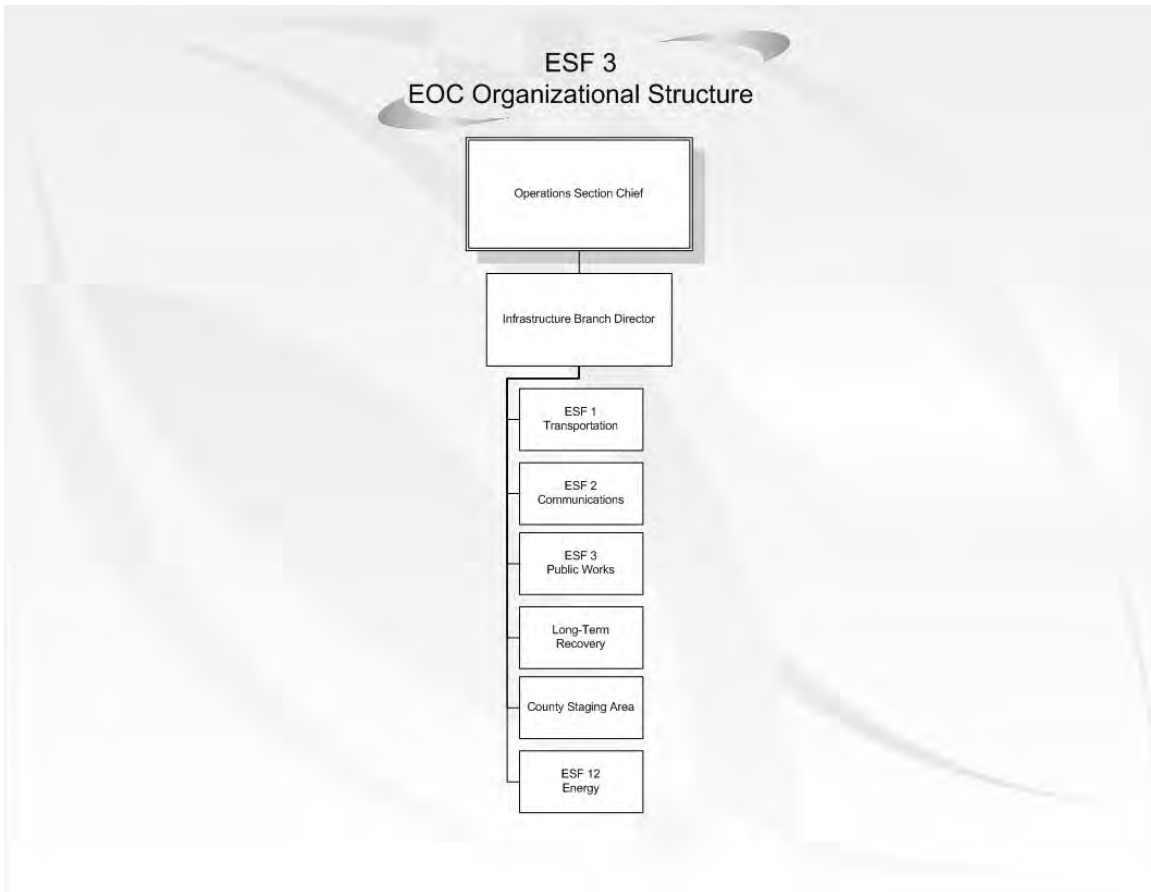 ESF 3
EOC Organizational Structure
Operations Section Chief
Infrastructure Branch Director
ESF 1
Transportation
ESF 2
Communications
ESF 3
Public Works
Long-Term
Recovery
County Staging Area
ESF 12
Energy